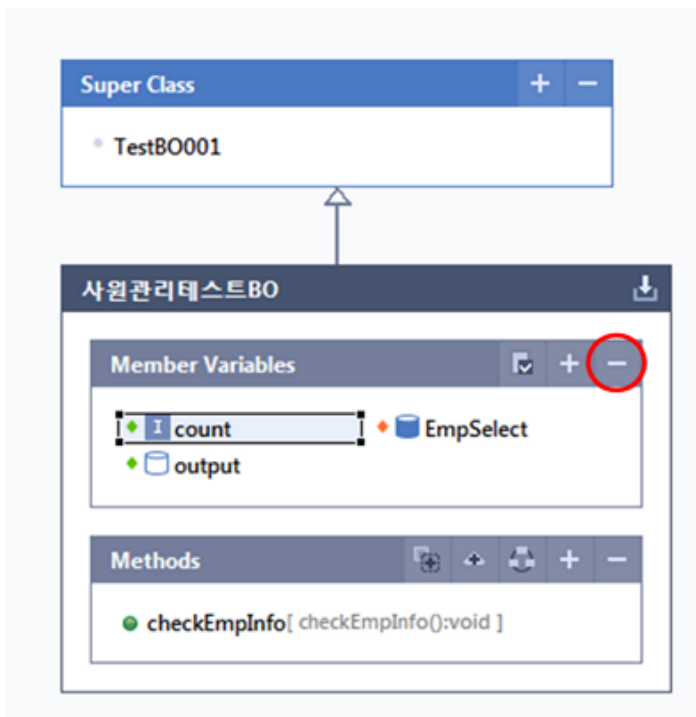 Super Class
TestBO001
사원관리테스트BO
Member Variables
I count EmpSelect
output
Methods
checkEmpInfo[ checkEmpInfo():void ]